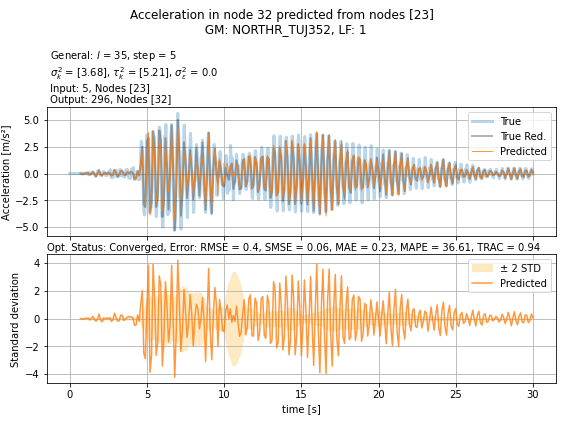 Acceleration in node 32 predicted from nodes [23]
GM: NORTHR_TUJ352, LF: 1
General: l = 35, step = 5
σ²ₖ = [3.68], τ²ₖ = [5.21], σ²ₑ = 0.0
Input: 5, Nodes [23]
Output: 296, Nodes [32]
Acceleration [m/s²]
5.0
2.5
0.0
−2.5
−5.0
True
True Red.
Predicted
Opt. Status: Converged, Error: RMSE = 0.4, SMSE = 0.06, MAE = 0.23, MAPE = 36.61, TRAC = 0.94
Standard deviation
4
2
0
−2
−4
± 2 STD
Predicted
0 5 10 15 20 25 30
time [s]